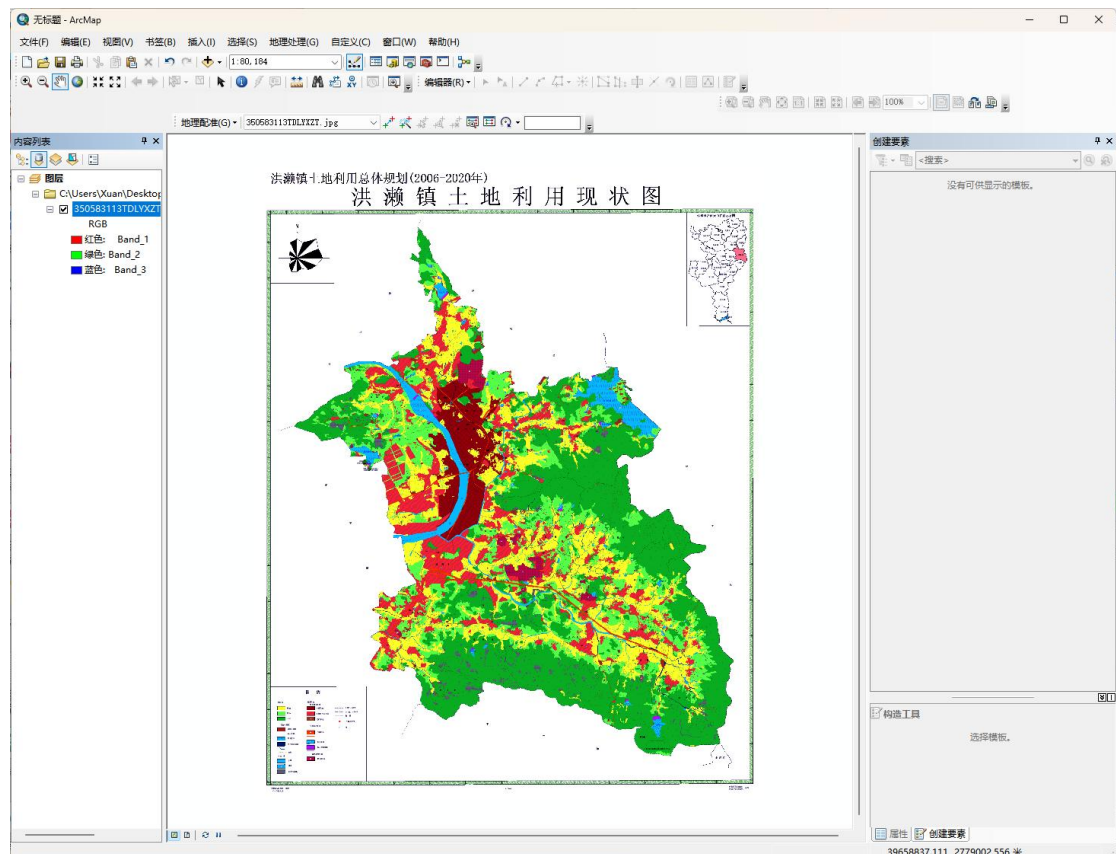 无标题 - ArcMap
文件(F) 编辑(E) 视图(V) 书签(B) 插入(I) 选择(S) 地理处理(G) 自定义(C) 窗口(W) 帮助(H)
1:80,184
编辑器(R)
100%
地理配准(G) 350583113TDLYXZT.jpg
内容列表
图层
C:\Users\Xuan\Desktop
350583113TDLYXZT
RGB
红色: Band_1
绿色: Band_2
蓝色: Band_3
洪濑镇土地利用总体规划(2006-2020年)
洪濑镇土地利用现状图
创建要素
<搜索>
没有可供显示的模板。
构造工具
选择模板。
属性 创建要素
39658837.111 2779002.556 米